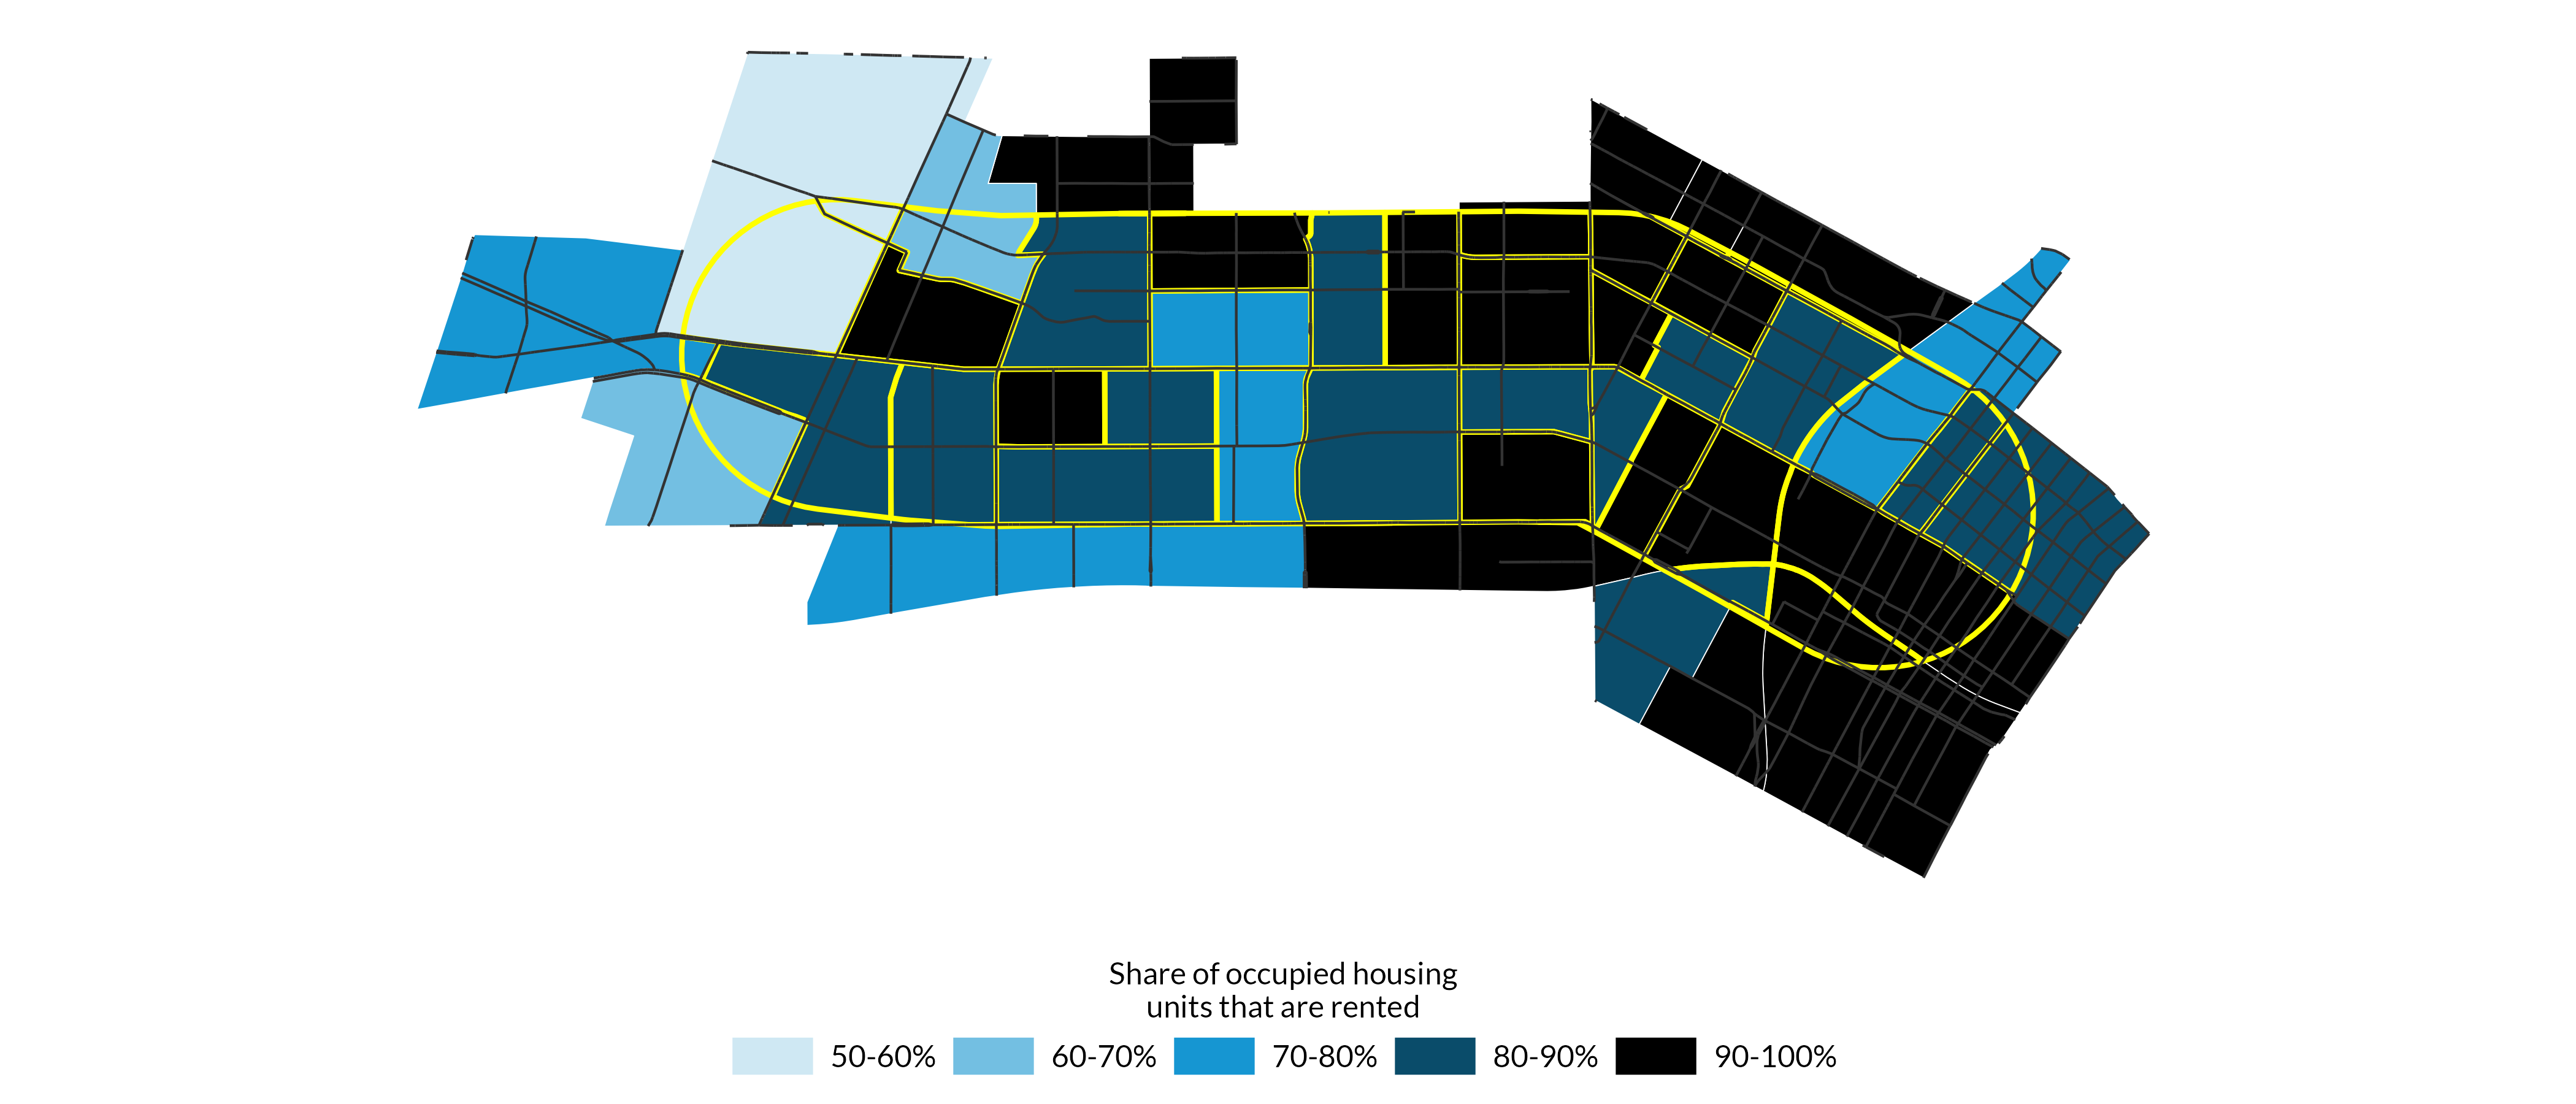 Share of occupied housing
units that are rented
50-60% 60-70% 70-80% 80-90% 90-100%